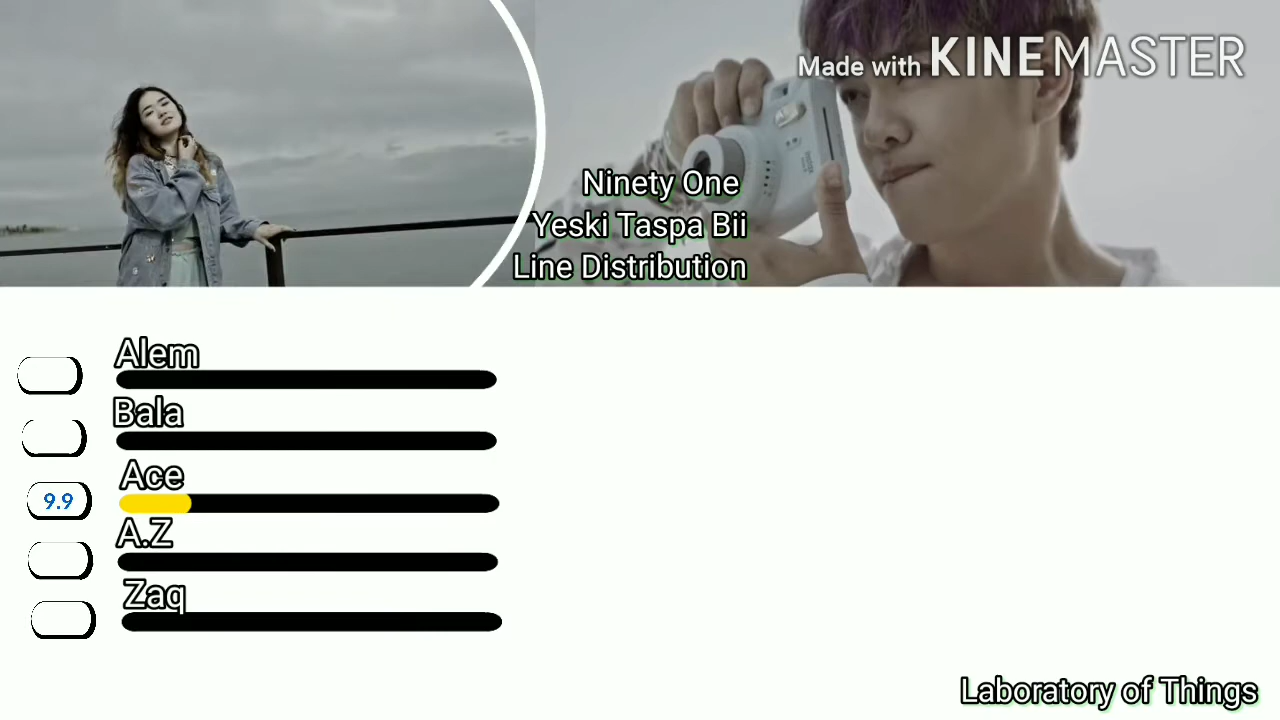 Made with KINEMASTER
Ninety One
Yeski Taspa Bii
Line Distribution
Alem
Bala
Ace
9.9
A.Z
Zaq
Laboratory of Things